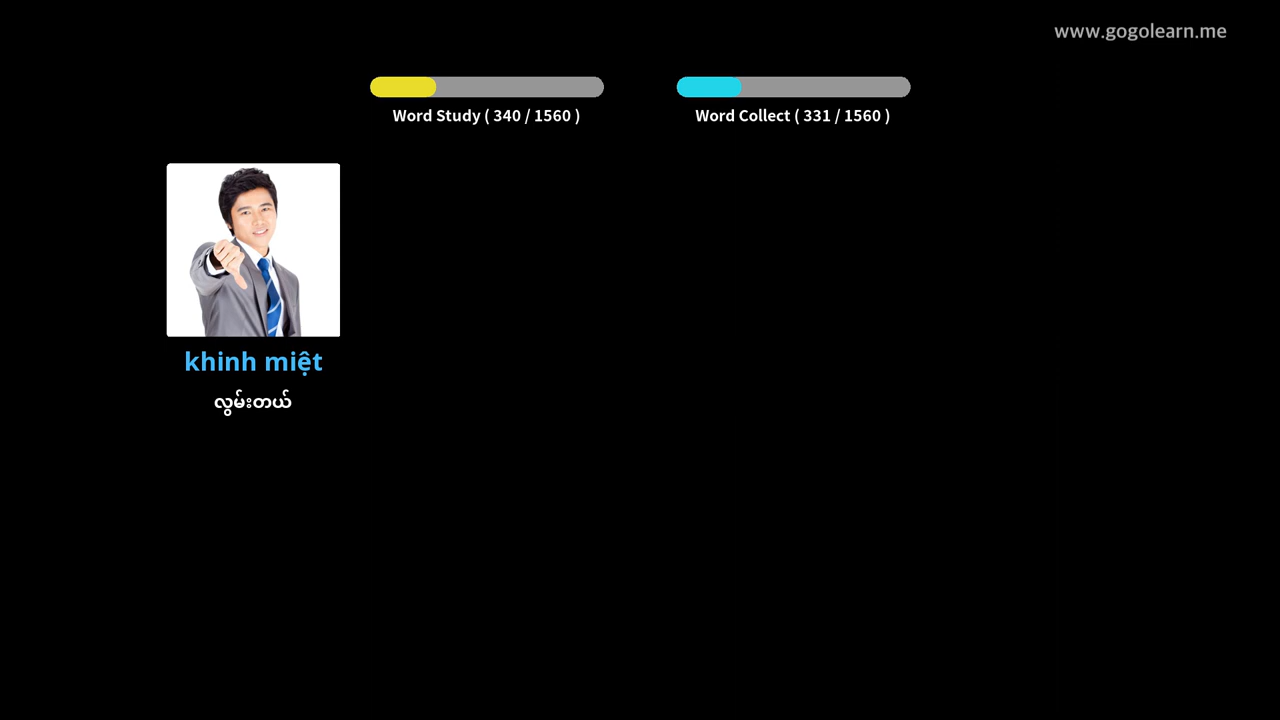 www.gogolearn.me
Word Study ( 340 / 1560 )
Word Collect ( 331 / 1560 )
khinh miệt
လွမ်းတယ်